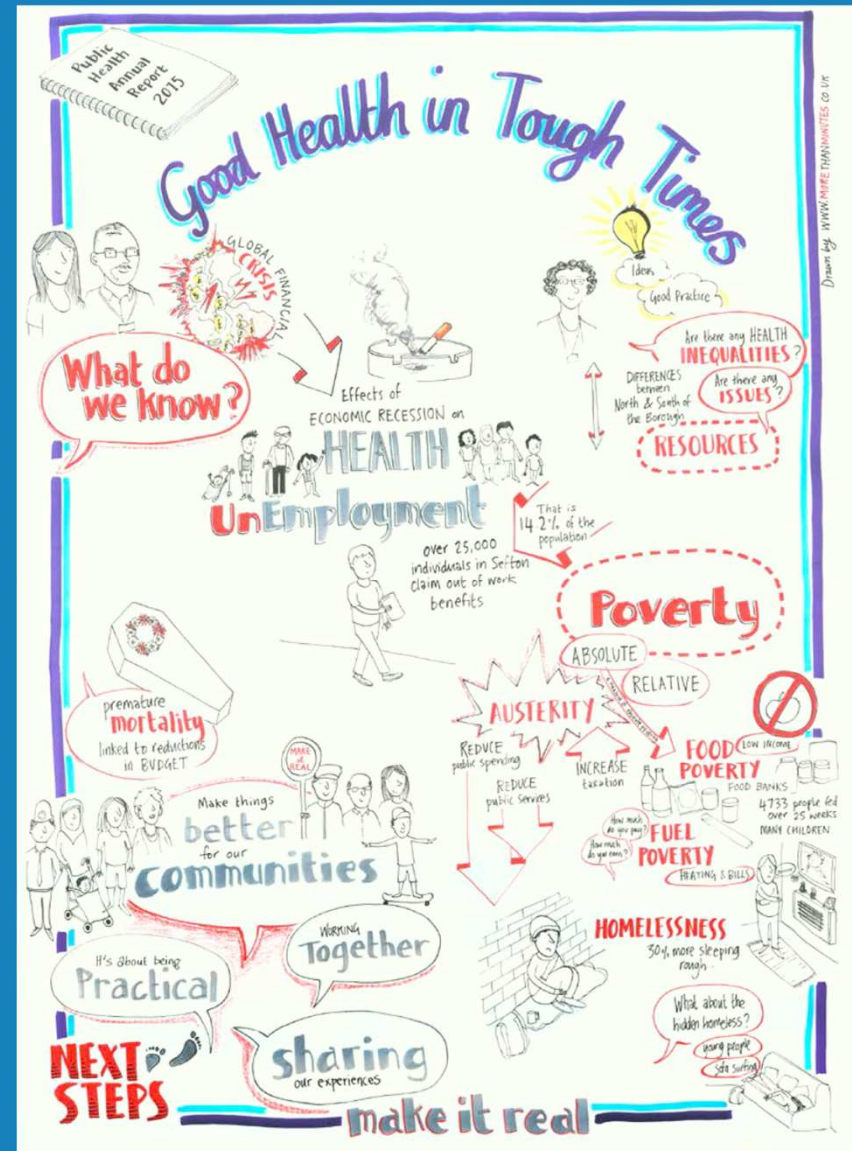 Public
Health
Annual
Report
2015
Good Health in Tough Times
Drawn by WWW.MORETHANMINUTES.CO.UK
GLOBAL FINANCIAL
CRISIS
What do
we know?
Effects of
ECONOMIC RECESSION on
HEALTH
UnEmployment
over 25,000
individuals in Sefton
claim out of work
benefits
That is
14.2% of the
population
Ideas
Good Practice
Are there any HEALTH
INEQUALITIES?
DIFFERENCES
between
North & South of
the Borough
Are there any
ISSUES?
RESOURCES
Poverty
ABSOLUTE
RELATIVE
AUSTERITY
REDUCE
public spending
REDUCE
public services
INCREASE
taxation
FOOD
POVERTY
LOW INCOME
FOOD BANKS
4733 people fed
over 25 weeks
MANY CHILDREN
How much
do you pay?
How much
do you earn?
FUEL
POVERTY
HEATING & BILLS
HOMELESSNESS
30% more sleeping
rough
What about the
hidden homeless?
young people
sofa surfing
premature
mortality
linked to reductions
in BUDGET
MAKE
it
REAL
Make things
better
for our
communities
It's about being
Practical
WORKING
Together
sharing
our experiences
NEXT
STEPS
make it real